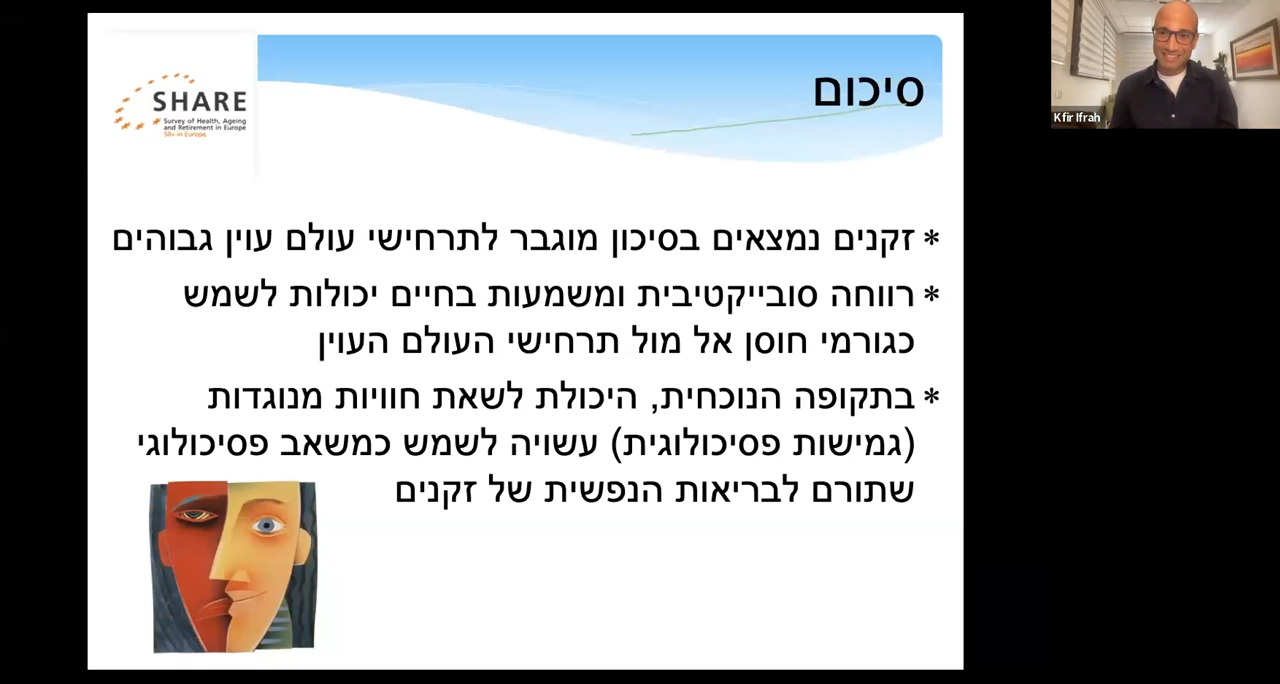 סיכום
SHARE
Survey of Health, Ageing
and Retirement in Europe
50+ in Europe
* זקנים נמצאים בסיכון מוגבר לתרחישי עולם עוין גבוהים
* רווחה סובייקטיבית ומשמעות בחיים יכולות לשמש
כגורמי חוסן אל מול תרחישי העולם העוין
* בתקופה הנוכחית, היכולת לשאת חוויות מנוגדות
(גמישות פסיכולוגית) עשויה לשמש כמשאב פסיכולוגי
שתורם לבריאות הנפשית של זקנים
Kfir Ifrah